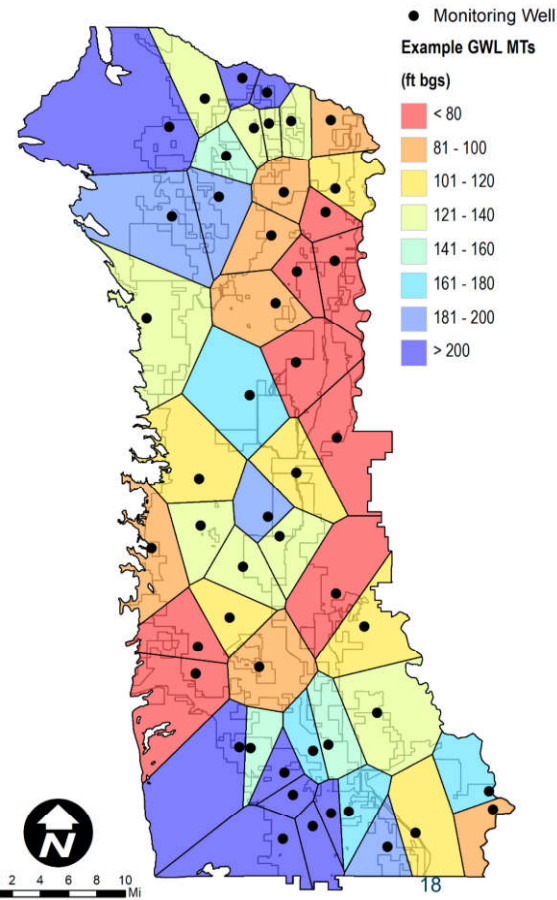 Monitoring Well
Example GWL MTs
(ft bgs)
< 80
81 - 100
101 - 120
121 - 140
141 - 160
161 - 180
181 - 200
> 200
N
2 4 6 8 10
Mi
18